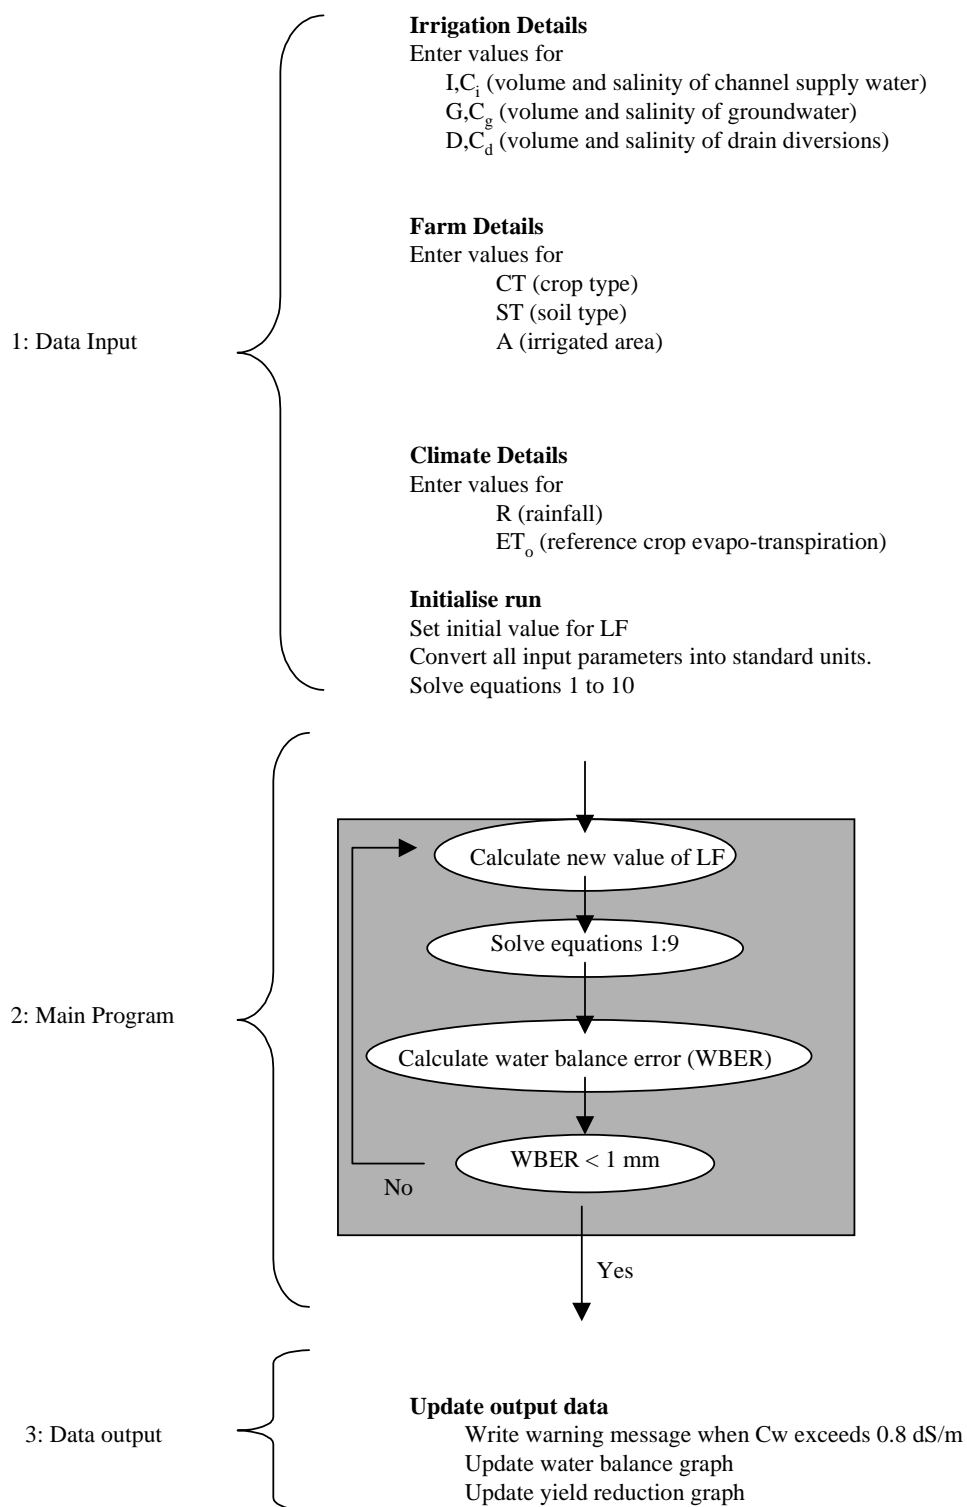 Irrigation Details
Enter values for
I,Ci (volume and salinity of channel supply water)
G,Cg (volume and salinity of groundwater)
D,Cd (volume and salinity of drain diversions)
Farm Details
Enter values for
CT (crop type)
ST (soil type)
A (irrigated area)
1: Data Input
Climate Details
Enter values for
R (rainfall)
ETo (reference crop evapo-transpiration)
Initialise run
Set initial value for LF
Convert all input parameters into standard units.
Solve equations 1 to 10
2: Main Program
Calculate new value of LF
Solve equations 1:9
Calculate water balance error (WBER)
WBER < 1 mm
No
Yes
3: Data output
Update output data
Write warning message when Cw exceeds 0.8 dS/m
Update water balance graph
Update yield reduction graph